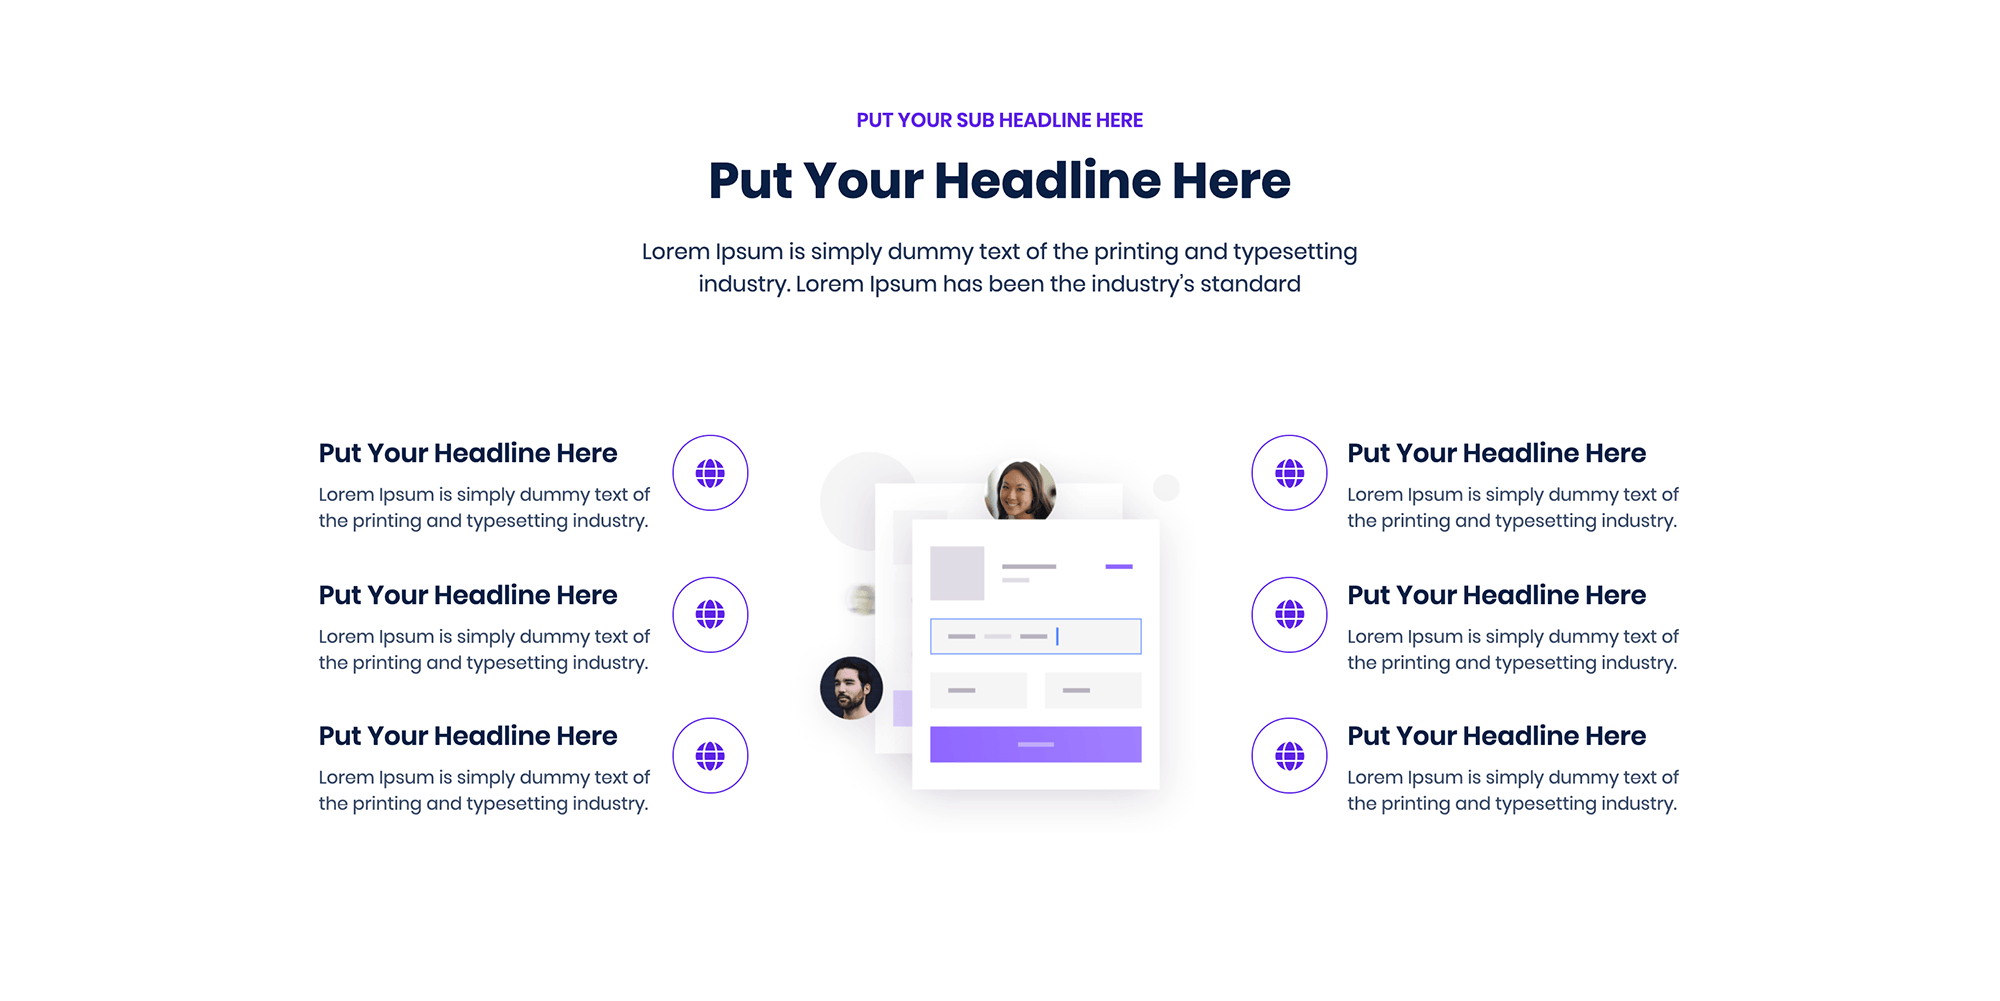 PUT YOUR SUB HEADLINE HERE
Put Your Headline Here
Lorem Ipsum is simply dummy text of the printing and typesetting
industry. Lorem Ipsum has been the industry’s standard
Put Your Headline Here
Lorem Ipsum is simply dummy text of
the printing and typesetting industry.
Put Your Headline Here
Lorem Ipsum is simply dummy text of
the printing and typesetting industry.
Put Your Headline Here
Lorem Ipsum is simply dummy text of
the printing and typesetting industry.
Put Your Headline Here
Lorem Ipsum is simply dummy text of
the printing and typesetting industry.
Put Your Headline Here
Lorem Ipsum is simply dummy text of
the printing and typesetting industry.
Put Your Headline Here
Lorem Ipsum is simply dummy text of
the printing and typesetting industry.